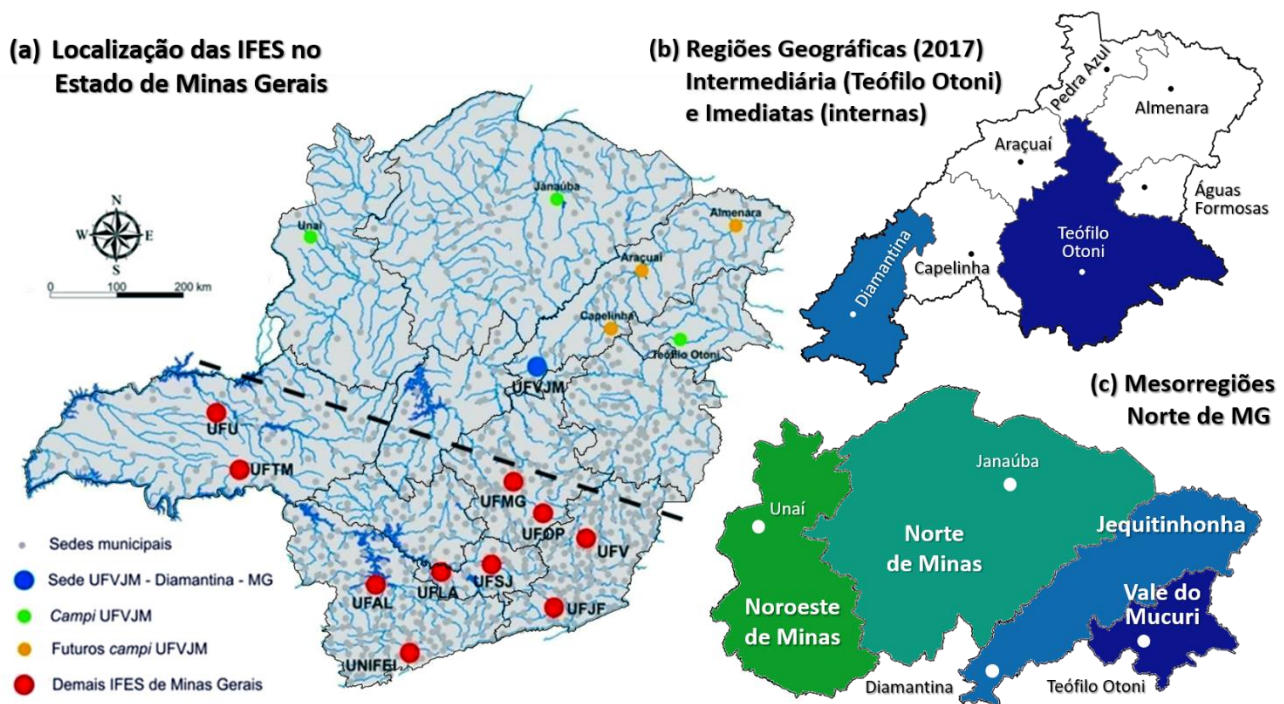 (a) Localização das IFES no
Estado de Minas Gerais
N
W
E
S
0
100
200 km
Unaí
Janaúba
Almenara
Araçuaí
Capelinha
Teófilo Otoni
UFVJM
UFU
UFTM
UFMG
UFOP
UFV
UFSJ
UFLA
UFAL
UFJF
UNIFEI
Sedes municipais
Sede UFVJM - Diamantina - MG
Campi UFVJM
Futuros campi UFVJM
Demais IFES de Minas Gerais
(b) Regiões Geográficas (2017)
Intermediária (Teófilo Otoni)
e Imediatas (internas)
Pedra Azul
Almenara
Araçuaí
Águas
Formosas
Teófilo
Otoni
Capelinha
Diamantina
(c) Mesorregiões
Norte de MG
Janaúba
Unaí
Jequitinhonha
Norte
de Minas
Vale do
Mucuri
Noroeste
de Minas
Diamantina
Teófilo Otoni